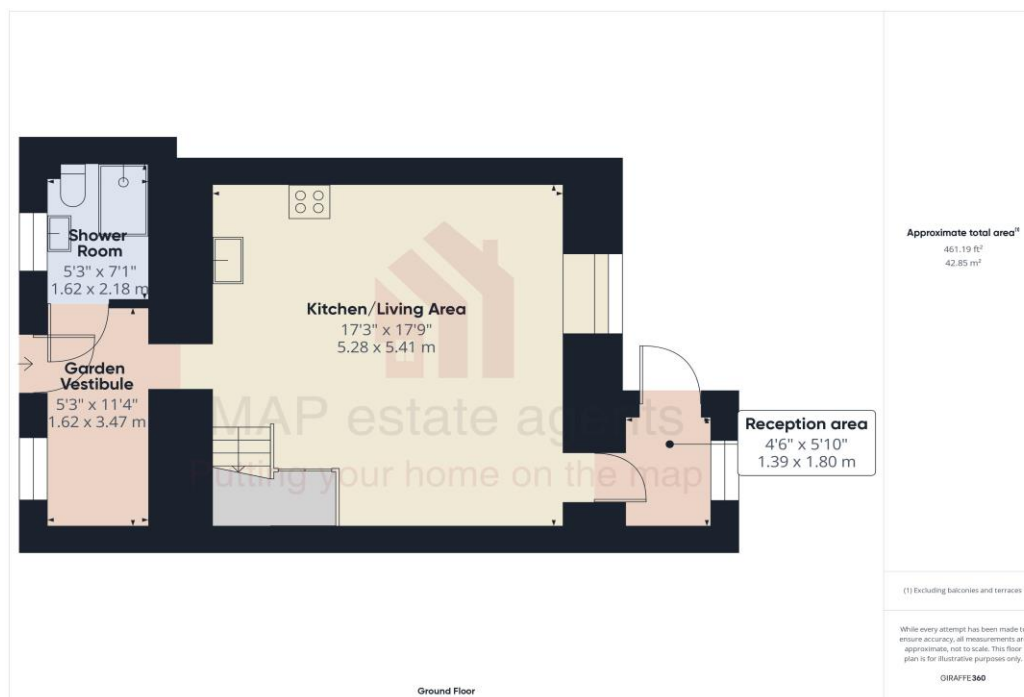 Shower
Room
5'3" x 7'1"
1.62 x 2.18 m
Garden
Vestibule
5'3" x 11'4"
1.62 x 3.47 m
Kitchen/Living Area
17'3" x 17'9"
5.28 x 5.41 m
MAP estate agents
Putting your home on the map
Reception area
4'6" x 5'10"
1.39 x 1.80 m
Ground Floor
Approximate total area(1)
461.19 ft²
42.85 m²
(1) Excluding balconies and terraces
While every attempt has been made to
ensure accuracy, all measurements are
approximate, not to scale. This floor
plan is for illustrative purposes only.
GIRAFFE360